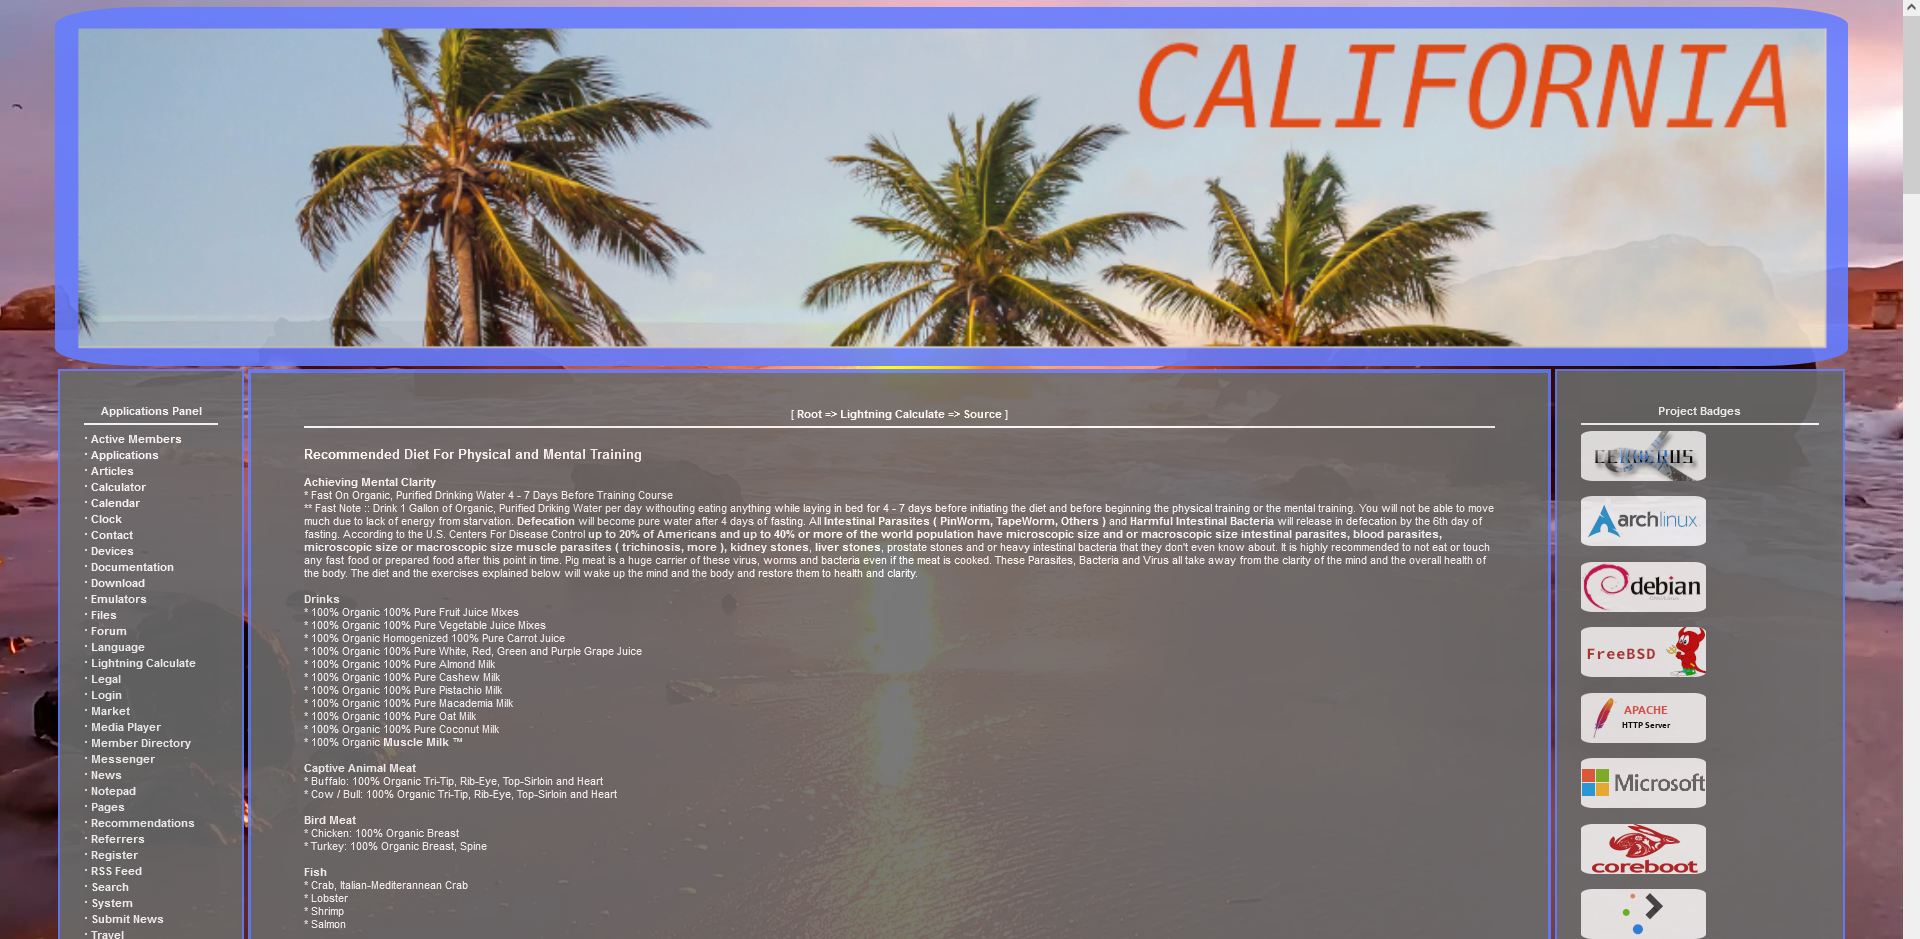 CALIFORNIA
Applications Panel
· Active Members
· Applications
· Articles
· Calculator
· Calendar
· Clock
· Contact
· Devices
· Documentation
· Download
· Emulators
· Files
· Forum
· Language
· Lightning Calculate
· Legal
· Login
· Market
· Media Player
· Member Directory
· Messenger
· News
· Notepad
· Pages
· Recommendations
· Referrers
· Register
· RSS Feed
· Search
· System
· Submit News
· Travel
[ Root => Lightning Calculate => Source ]
Recommended Diet For Physical and Mental Training
Achieving Mental Clarity
* Fast On Organic, Purified Drinking Water 4 - 7 Days Before Training Course
** Fast Note :: Drink 1 Gallon of Organic, Purified Driking Water per day withouting eating anything while laying in bed for 4 - 7 days before initiating the diet and before beginning the physical training or the mental training. You will not be able to move
much due to lack of energy from starvation. Defecation will become pure water after 4 days of fasting. All Intestinal Parasites ( PinWorm, TapeWorm, Others ) and Harmful Intestinal Bacteria will release in defecation by the 6th day of
fasting. According to the U.S. Centers For Disease Control up to 20% of Americans and up to 40% or more of the world population have microscopic size and or macroscopic size intestinal parasites, blood parasites,
microscopic size or macroscopic size muscle parasites ( trichinosis, more ), kidney stones, liver stones, prostate stones and or heavy intestinal bacteria that they don't even know about. It is highly recommended to not eat or touch
any fast food or prepared food after this point in time. Pig meat is a huge carrier of these virus, worms and bacteria even if the meat is cooked. These Parasites, Bacteria and Virus all take away from the clarity of the mind and the overall health of
the body. The diet and the exercises explained below will wake up the mind and the body and restore them to health and clarity.
Drinks
* 100% Organic 100% Pure Fruit Juice Mixes
* 100% Organic 100% Pure Vegetable Juice Mixes
* 100% Organic Homogenized 100% Pure Carrot Juice
* 100% Organic 100% Pure White, Red, Green and Purple Grape Juice
* 100% Organic 100% Pure Almond Milk
* 100% Organic 100% Pure Cashew Milk
* 100% Organic 100% Pure Pistachio Milk
* 100% Organic 100% Pure Macademia Milk
* 100% Organic 100% Pure Oat Milk
* 100% Organic 100% Pure Coconut Milk
* 100% Organic Muscle Milk ™
Captive Animal Meat
* Buffalo: 100% Organic Tri-Tip, Rib-Eye, Top-Sirloin and Heart
* Cow / Bull: 100% Organic Tri-Tip, Rib-Eye, Top-Sirloin and Heart
Bird Meat
* Chicken: 100% Organic Breast
* Turkey: 100% Organic Breast, Spine
Fish
* Crab, Italian-Mediterannean Crab
* Lobster
* Shrimp
* Salmon
Project Badges
CERBERUS
archlinux
debian
FreeBSD
APACHE
HTTP Server
Microsoft
coreboot